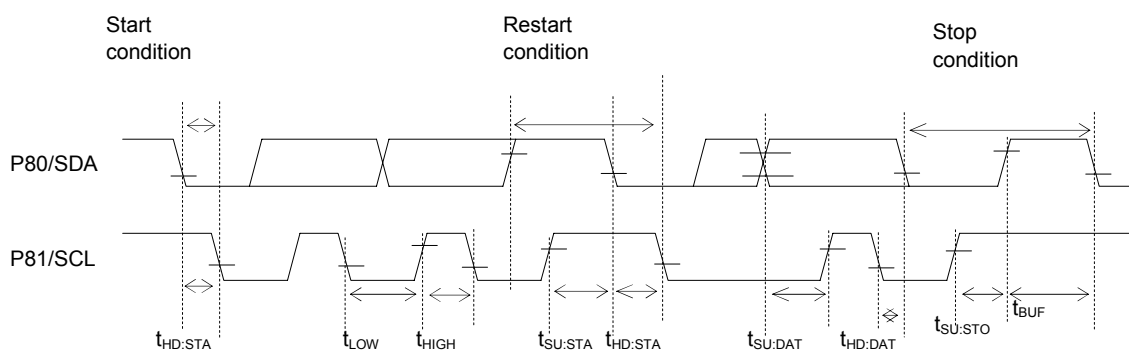 Start
condition
Restart
condition
Stop
condition
P80/SDA
P81/SCL
tHD:STA
tLOW
tHIGH
tSU:STA
tHD:STA
tSU:DAT
tHD:DAT
tSU:STO
tBUF